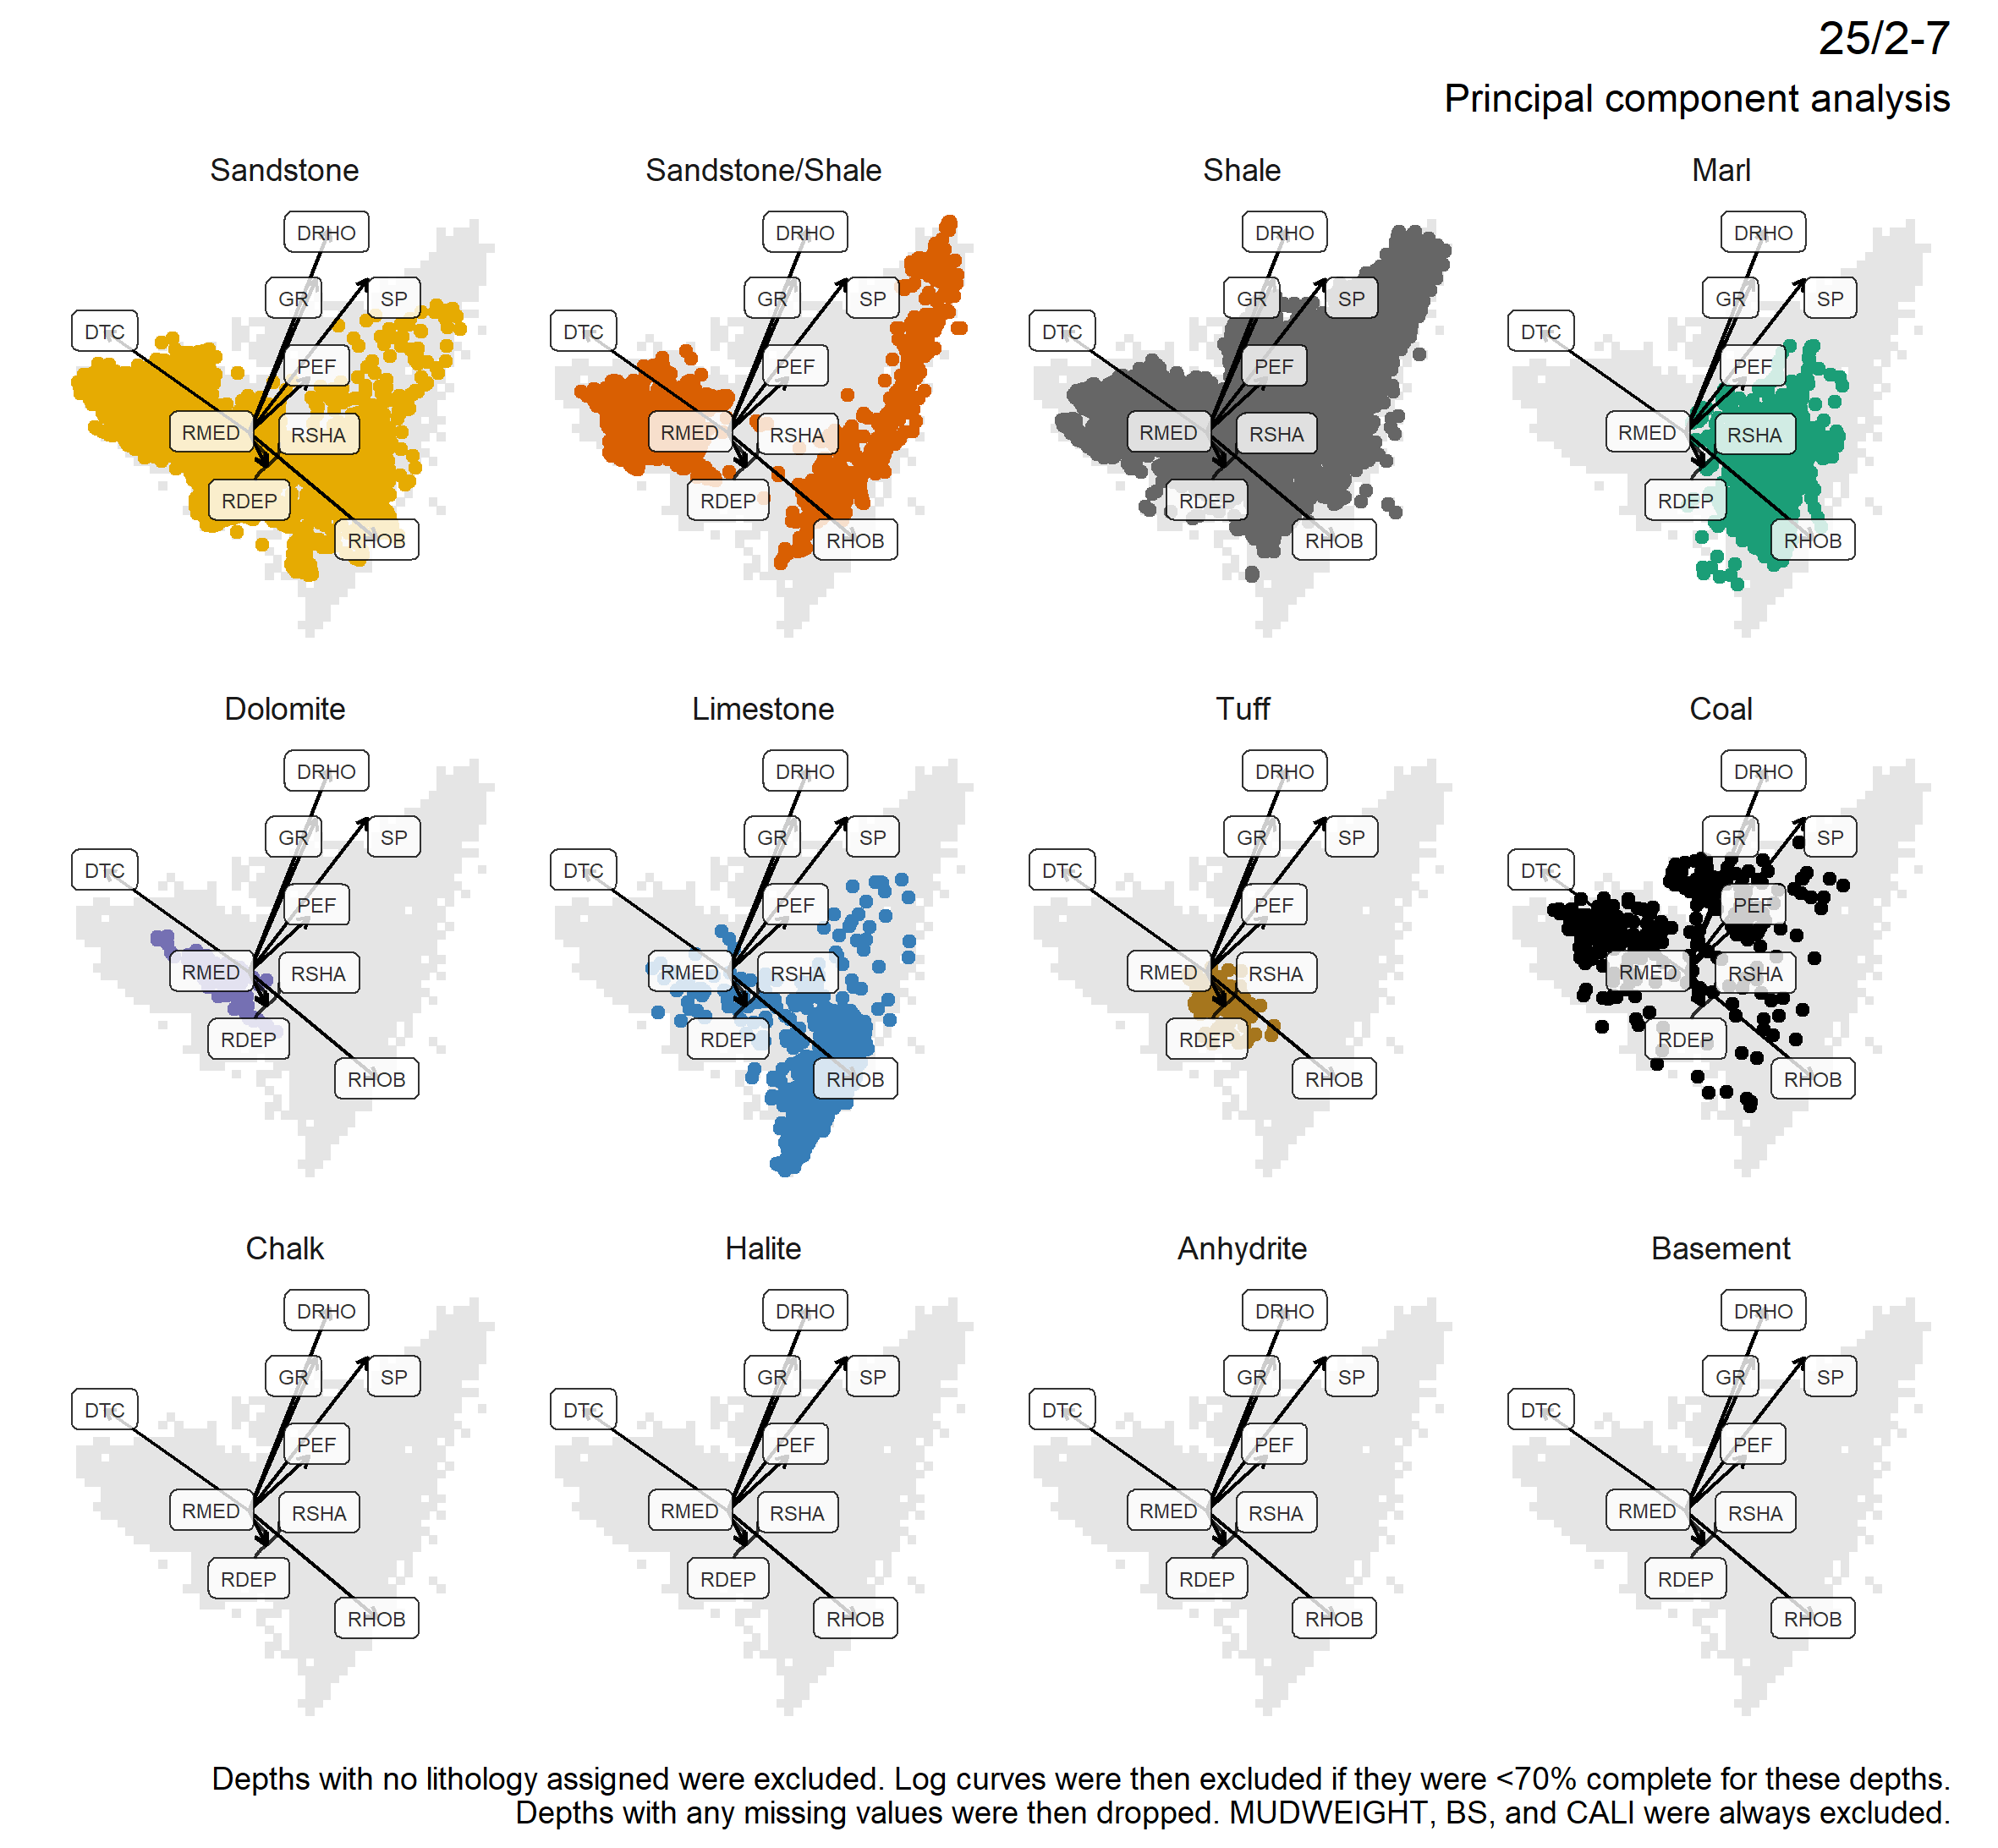 25/2-7
Principal component analysis
Sandstone
Sandstone/Shale
Shale
Marl
DRHO
GR
SP
DTC
PEF
RMED
RSHA
RDEP
RHOB
DRHO
GR
SP
DTC
PEF
RMED
RSHA
RDEP
RHOB
DRHO
GR
SP
DTC
PEF
RMED
RSHA
RDEP
RHOB
DRHO
GR
SP
DTC
PEF
RMED
RSHA
RDEP
RHOB
Dolomite
Limestone
Tuff
Coal
DRHO
GR
SP
DTC
PEF
RMED
RSHA
RDEP
RHOB
DRHO
GR
SP
DTC
PEF
RMED
RSHA
RDEP
RHOB
DRHO
GR
SP
DTC
PEF
RMED
RSHA
RDEP
RHOB
DRHO
GR
SP
DTC
PEF
RMED
RSHA
RDEP
RHOB
Chalk
Halite
Anhydrite
Basement
DRHO
GR
SP
DTC
PEF
RMED
RSHA
RDEP
RHOB
DRHO
GR
SP
DTC
PEF
RMED
RSHA
RDEP
RHOB
DRHO
GR
SP
DTC
PEF
RMED
RSHA
RDEP
RHOB
DRHO
GR
SP
DTC
PEF
RMED
RSHA
RDEP
RHOB
Depths with no lithology assigned were excluded. Log curves were then excluded if they were <70% complete for these depths.
Depths with any missing values were then dropped. MUDWEIGHT, BS, and CALI were always excluded.